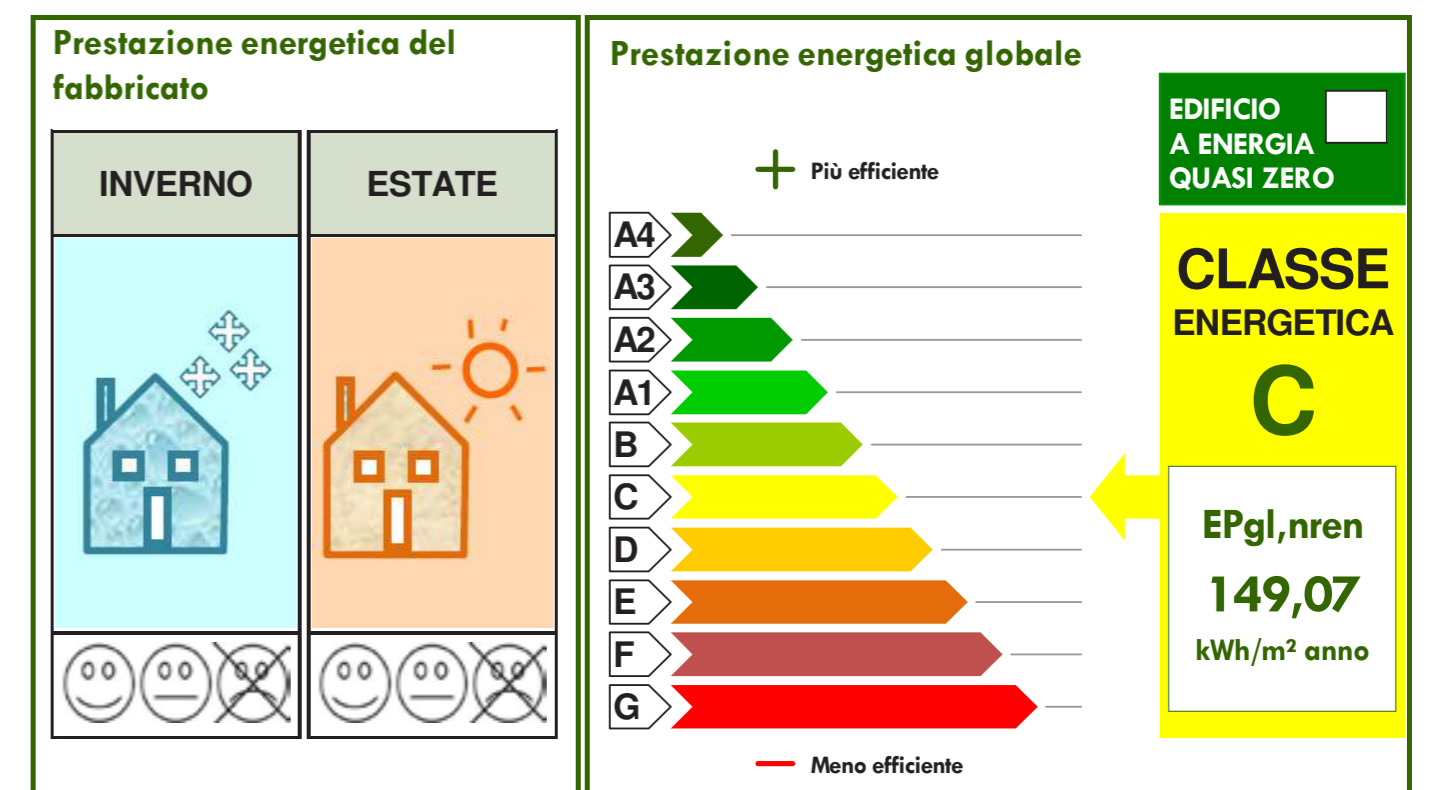 Prestazione energetica del
fabbricato
INVERNO
ESTATE
Prestazione energetica globale
Più efficiente
A4
A3
A2
A1
B
C
D
E
F
G
Meno efficiente
EDIFICIO
A ENERGIA
QUASI ZERO
CLASSE
ENERGETICA
C
EPgl,nren
149,07
kWh/m² anno